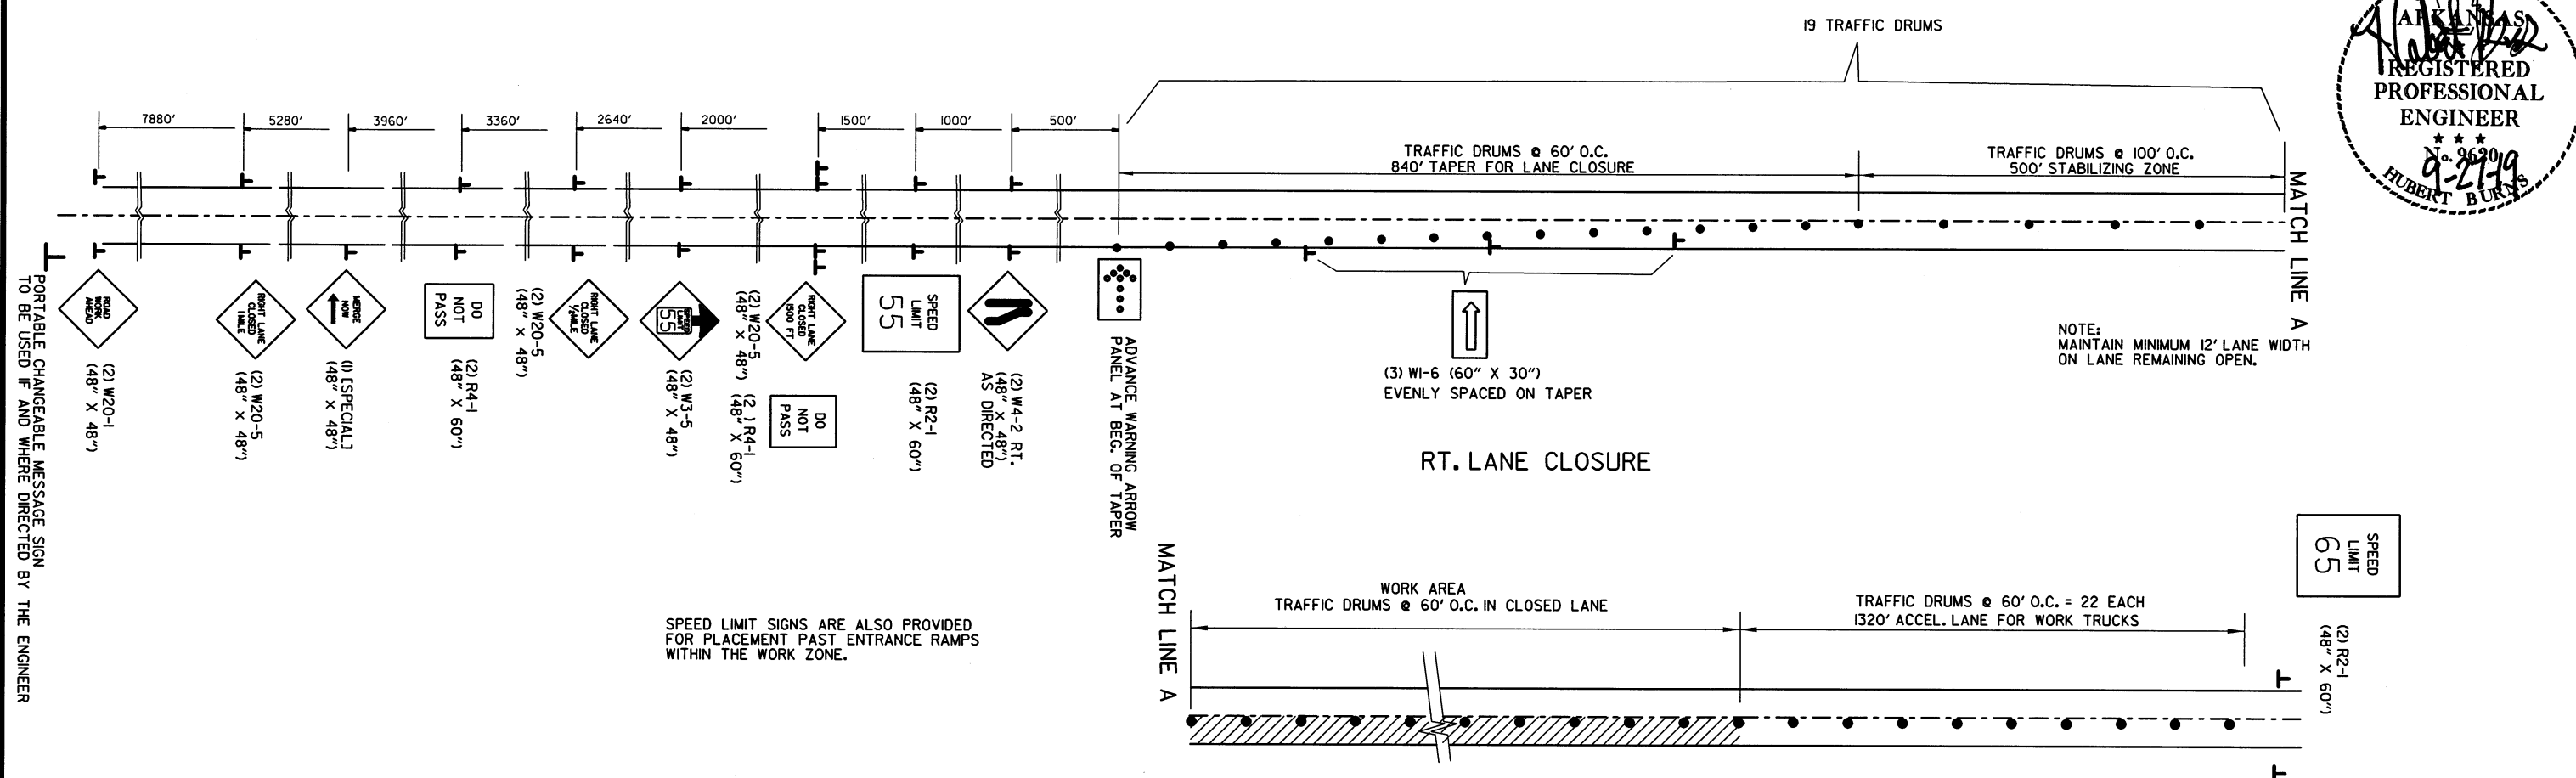 19 TRAFFIC DRUMS
ARKANSAS
REGISTERED
PROFESSIONAL
ENGINEER
No. 9620
9-27-19
HUBERT BURNS
7880'
5280'
3960'
3360'
2640'
2000'
1500'
1000'
500'
TRAFFIC DRUMS @ 60' O.C.
840' TAPER FOR LANE CLOSURE
TRAFFIC DRUMS @ 100' O.C.
500' STABILIZING ZONE
MATCH LINE A
PORTABLE CHANGEABLE MESSAGE SIGN
TO BE USED IF AND WHERE DIRECTED BY THE ENGINEER
ROAD
WORK
AHEAD
(2) W20-1
(48" X 48")
RIGHT LANE
CLOSED
1 MILE
(2) W20-5
(48" X 48")
MERGE
NOW
(1) [SPECIAL]
(48" X 48")
DO
NOT
PASS
(2) R4-1
(48" X 60")
(2) W20-5
(48" X 48")
RIGHT LANE
CLOSED
1/2 MILE
SPEED
LIMIT
55
(2) W3-5
(48" X 48")
(2) W20-5
(48" X 48")
RIGHT LANE
CLOSED
1500 FT
(2 ) R4-1
(48" X 60")
DO
NOT
PASS
SPEED
LIMIT
55
(2) R2-1
(48" X 60")
(2) W4-2 RT.
(48" X 48")
AS DIRECTED
ADVANCE WARNING ARROW
PANEL AT BEG. OF TAPER
(3) W1-6 (60" X 30")
EVENLY SPACED ON TAPER
NOTE:
MAINTAIN MINIMUM 12' LANE WIDTH
ON LANE REMAINING OPEN.
RT. LANE CLOSURE
SPEED LIMIT SIGNS ARE ALSO PROVIDED
FOR PLACEMENT PAST ENTRANCE RAMPS
WITHIN THE WORK ZONE.
MATCH LINE A
WORK AREA
TRAFFIC DRUMS @ 60' O.C. IN CLOSED LANE
TRAFFIC DRUMS @ 60' O.C. = 22 EACH
1320' ACCEL. LANE FOR WORK TRUCKS
SPEED
LIMIT
65
(2) R2-1
(48" X 60")